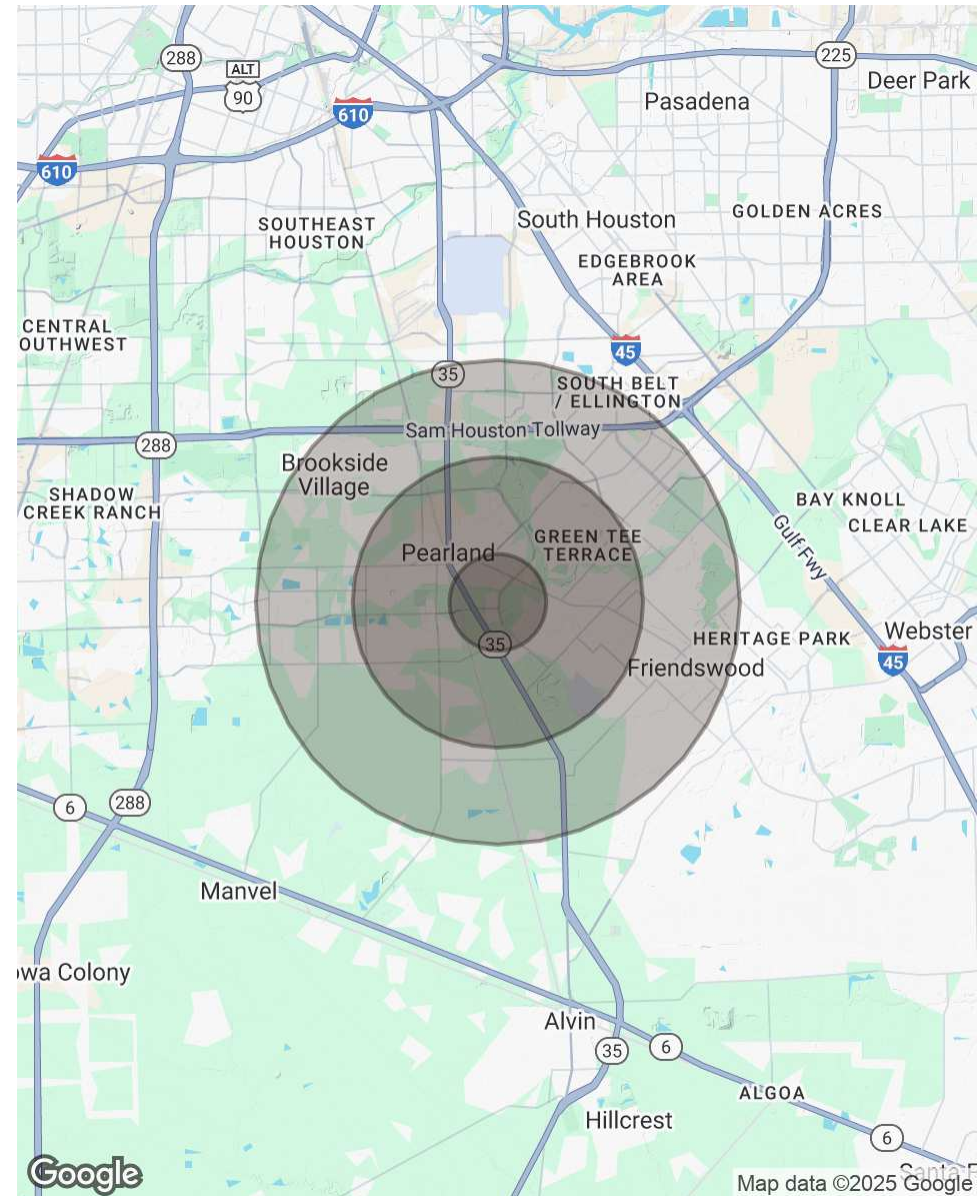 288
ALT
90
610
610
225
Deer Park
Pasadena
SOUTHEAST
HOUSTON
South Houston
GOLDEN ACRES
EDGEBROOK
AREA
CENTRAL
OUTHWEST
45
35
SOUTH BELT
/ ELLINGTON
Sam Houston Tollway
288
Brookside
Village
SHADOW
CREEK RANCH
BAY KNOLL
CLEAR LAKE
Gulf Fwy
GREEN TEE
TERRACE
Pearland
35
HERITAGE PARK
Webster
45
Friendswood
6
288
Manvel
owa Colony
Alvin
35
6
ALGOA
Hillcrest
6
Santa F
Google
Map data ©2025 Google